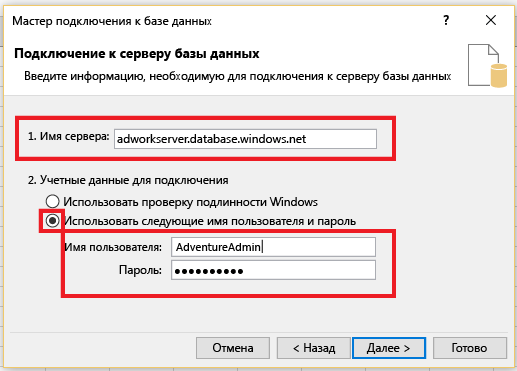 Мастер подключения к базе данных
? ×
Подключение к серверу базы данных
Введите информацию, необходимую для подключения к серверу базы данных
1. Имя сервера: adworkserver.database.windows.net
2. Учетные данные для подключения
Использовать проверку подлинности Windows
Использовать следующие имя пользователя и пароль
Имя пользователя: AdventureAdmin
Пароль: ●●●●●●●●●●
Отмена < Назад Далее > Готово